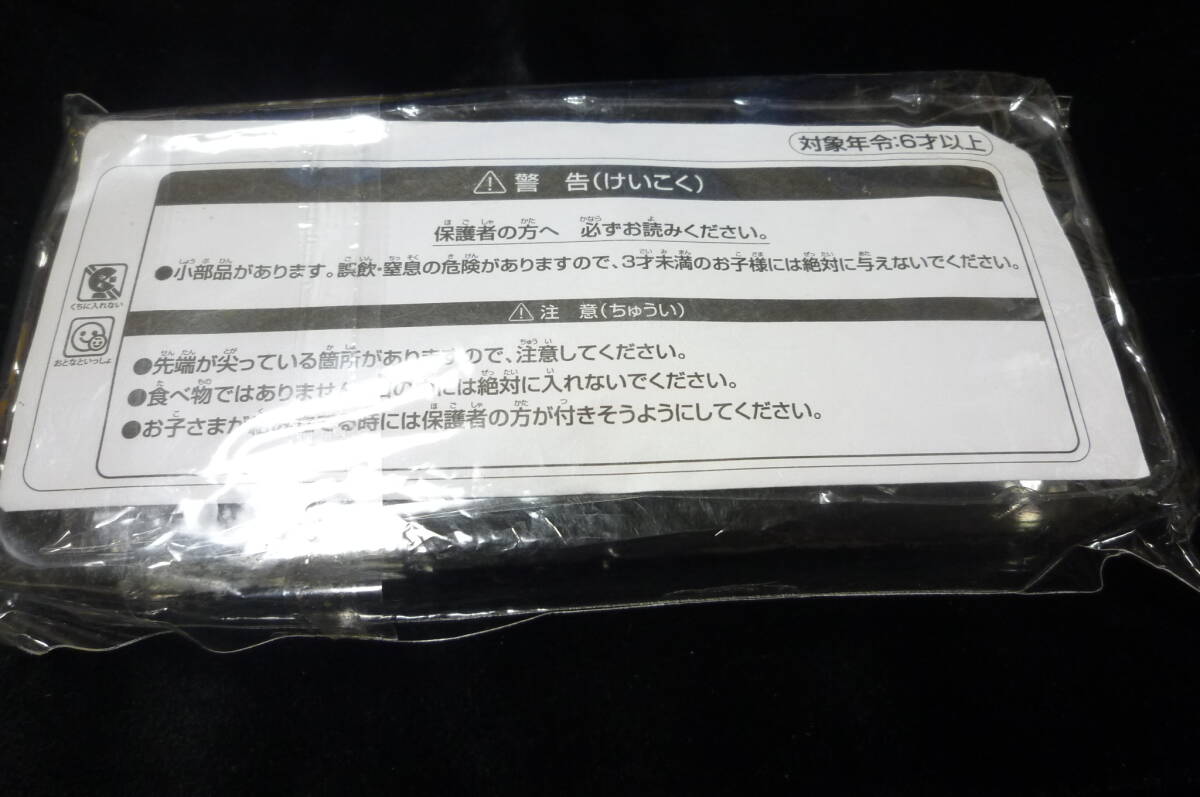 対象年令:6才以上
⚠警 告(けいこく)
保護者の方へ 必ずお読みください。
●小部品があります。誤飲・窒息の危険がありますので、3才未満のお子様には絶対に与えないでください。
くちに入れない
⚠注 意(ちゅうい)
おとなといっしょ
●先端が尖っている箇所がありますので、注意してください。
●食べ物ではありません には絶対に入れないでください。
●お子さまが 時には保護者の方が付きそうようにしてください。